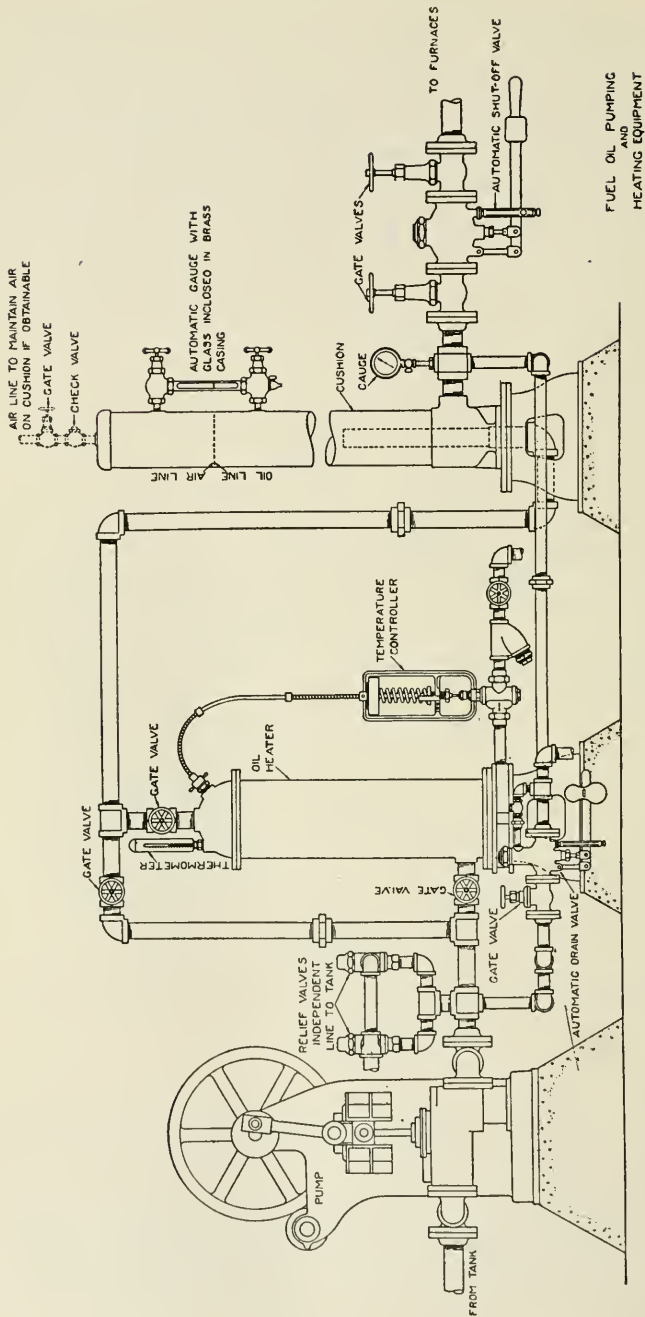 AIR LINE TO MAINTAIN AIR
ON CUSHION IF OBTAINABLE
GATE VALVE
CHECK VALVE
AUTOMATIC GAUGE WITH
GLASS INCLOSED IN BRASS
CASING
OIL LINE
AIR LINE
CUSHION
GAUGE
GATE VALVES
TO FURNACES
AUTOMATIC SHUT-OFF VALVE
GATE VALVE
GATE VALVE
THERMOMETER
OIL
HEATER
TEMPERATURE
CONTROLLER
GATE VALVE
RELIEF VALVES
INDEPENDENT
LINE TO TANK
GATE VALVE
AUTOMATIC DRAIN VALVE
PUMP
FROM TANK
FUEL OIL PUMPING
AND
HEATING EQUIPMENT